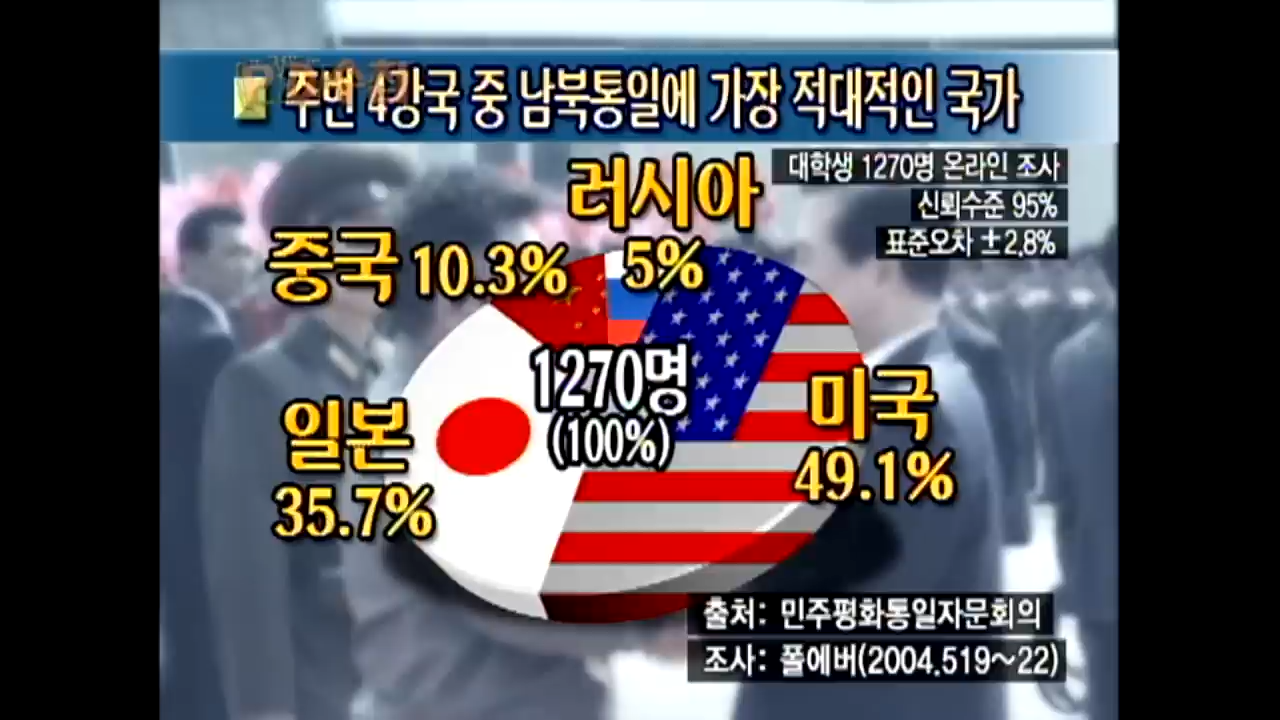 주변 4강국 중 남북통일에 가장 적대적인 국가
대학생 1270명 온라인 조사
신뢰수준 95%
표준오차 ±2.8%
러시아
5%
중국 10.3%
1270명
(100%)
미국
49.1%
일본
35.7%
출처: 민주평화통일자문회의
조사: 폴에버(2004.519~22)